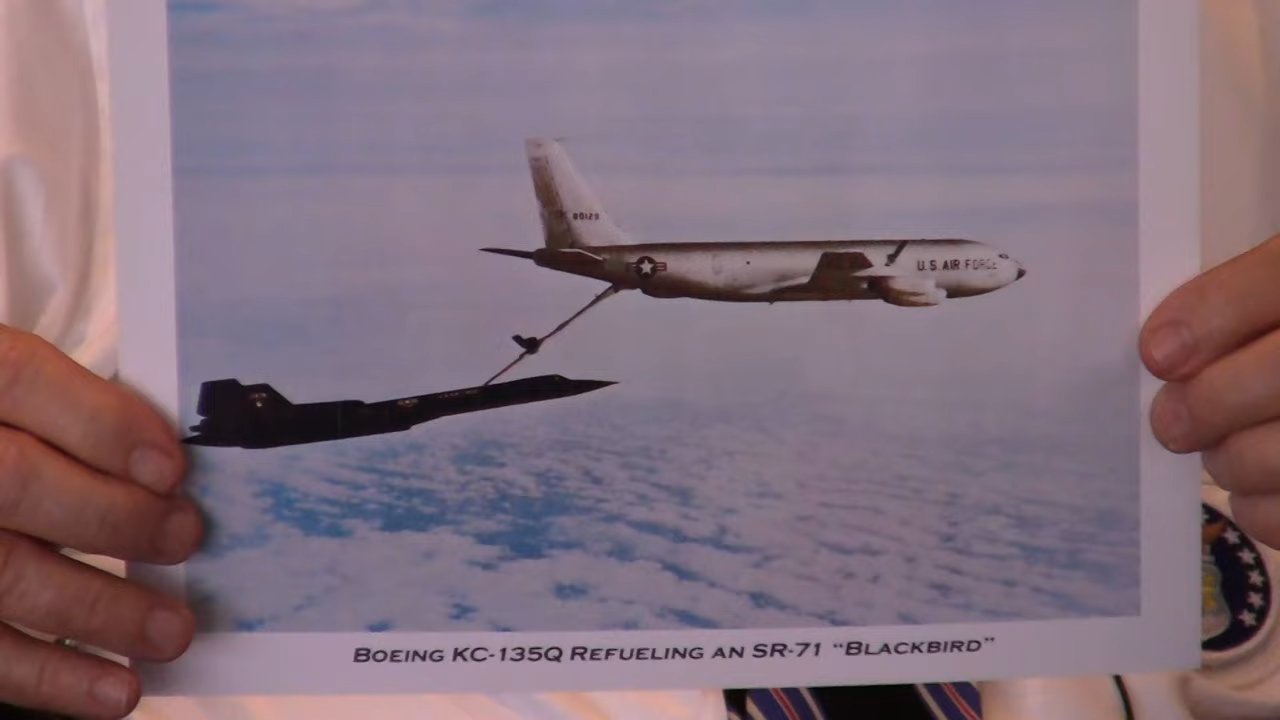 80129
U.S. AIR FORCE
BOEING KC-135Q REFUELING AN SR-71 "BLACKBIRD"